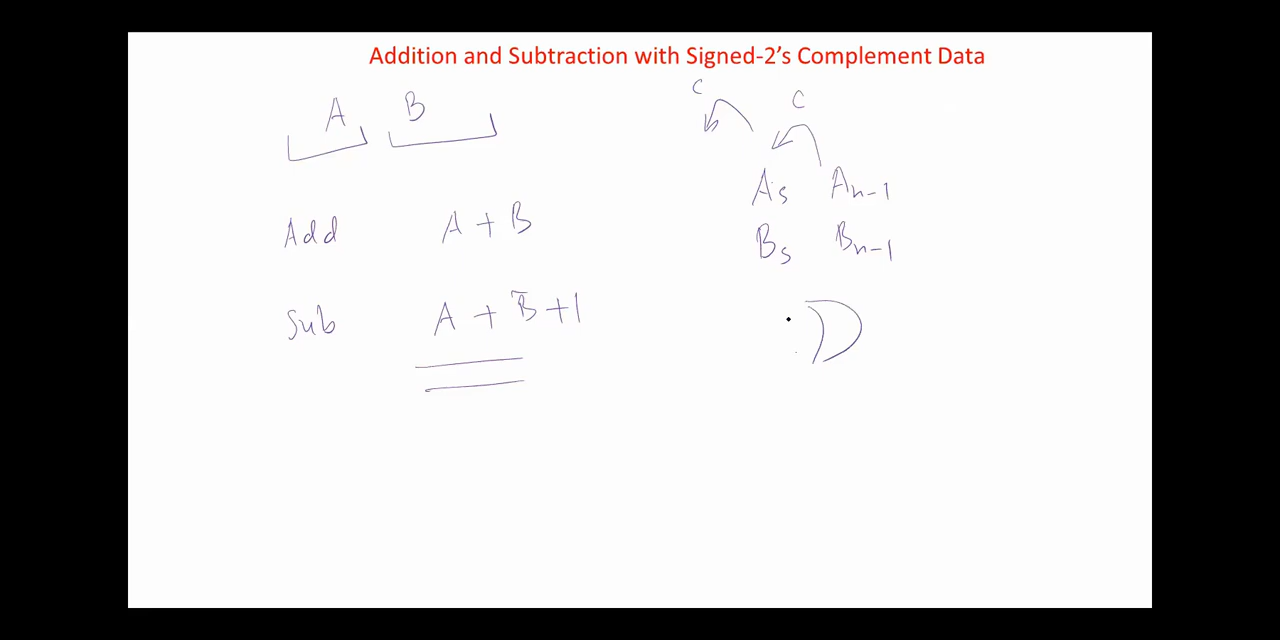 Addition and Subtraction with Signed-2's Complement Data
A B
C C
As An-1
Bs Bn-1
Add A + B
Sub A + B̅ + 1